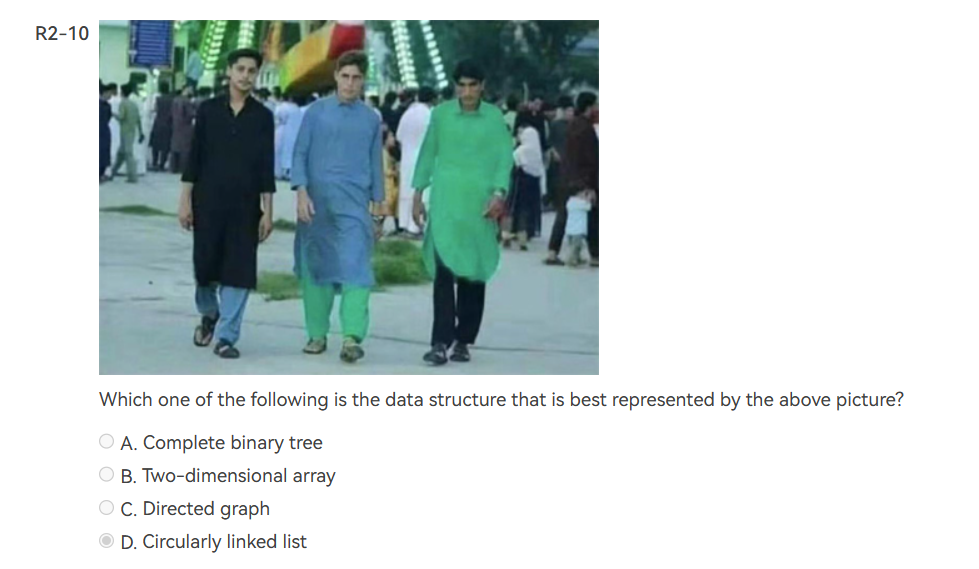 R2-10
Which one of the following is the data structure that is best represented by the above picture?
A. Complete binary tree
B. Two-dimensional array
C. Directed graph
D. Circularly linked list